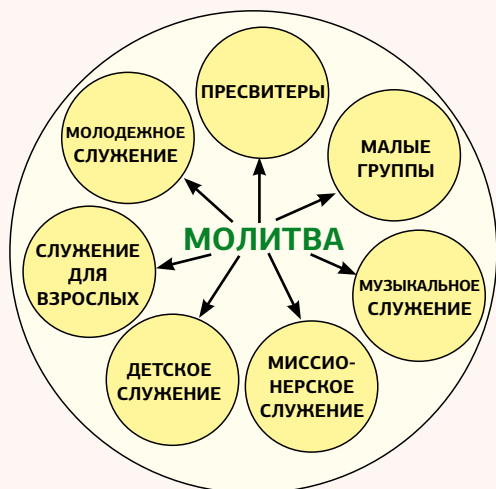 ПРЕСВИТЕРЫ
МОЛОДЕЖНОЕ
СЛУЖЕНИЕ
МАЛЫЕ
ГРУППЫ
МОЛИТВА
СЛУЖЕНИЕ
ДЛЯ
ВЗРОСЛЫХ
МУЗЫКАЛЬНОЕ
СЛУЖЕНИЕ
ДЕТСКОЕ
СЛУЖЕНИЕ
МИССИО-
НЕРСКОЕ
СЛУЖЕНИЕ